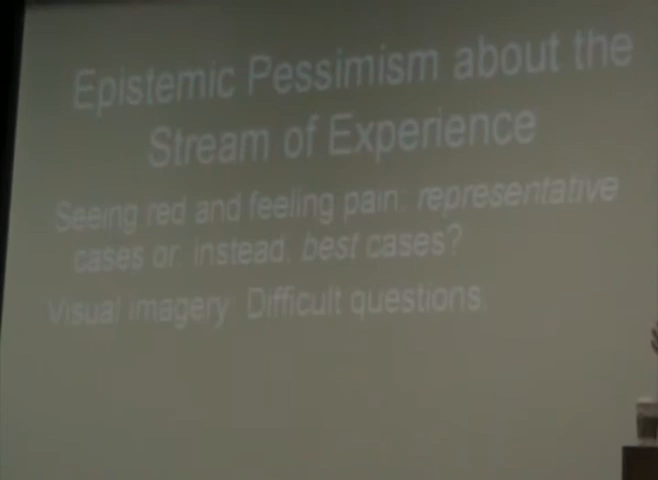 Epistemic Pessimism about the
Stream of Experience
Seeing red and feeling pain: representative
cases or, instead, best cases?
Visual imagery: Difficult questions.